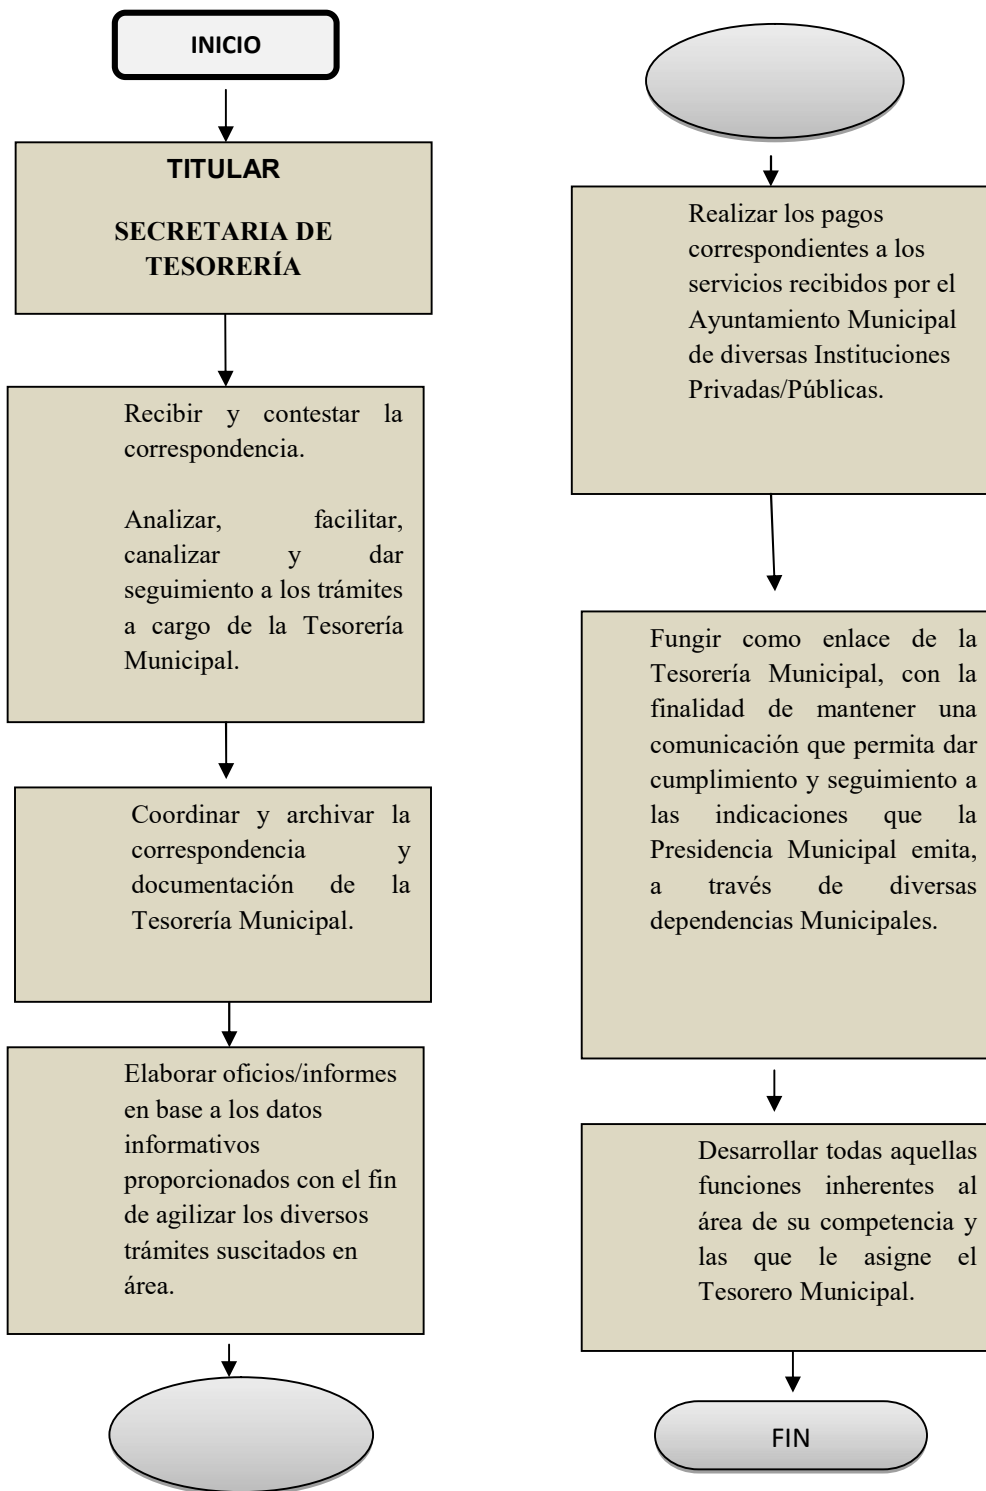 INICIO
TITULAR
SECRETARIA DE
TESORERÍA
Recibir y contestar la
correspondencia.
Analizar, facilitar,
canalizar y dar
seguimiento a los trámites
a cargo de la Tesorería
Municipal.
Coordinar y archivar la
correspondencia y
documentación de la
Tesorería Municipal.
Elaborar oficios/informes
en base a los datos
informativos
proporcionados con el fin
de agilizar los diversos
trámites suscitados en
área.
Realizar los pagos
correspondientes a los
servicios recibidos por el
Ayuntamiento Municipal
de diversas Instituciones
Privadas/Públicas.
Fungir como enlace de la
Tesorería Municipal, con la
finalidad de mantener una
comunicación que permita dar
cumplimiento y seguimiento a
las indicaciones que la
Presidencia Municipal emita,
a través de diversas
dependencias Municipales.
Desarrollar todas aquellas
funciones inherentes al
área de su competencia y
las que le asigne el
Tesorero Municipal.
FIN